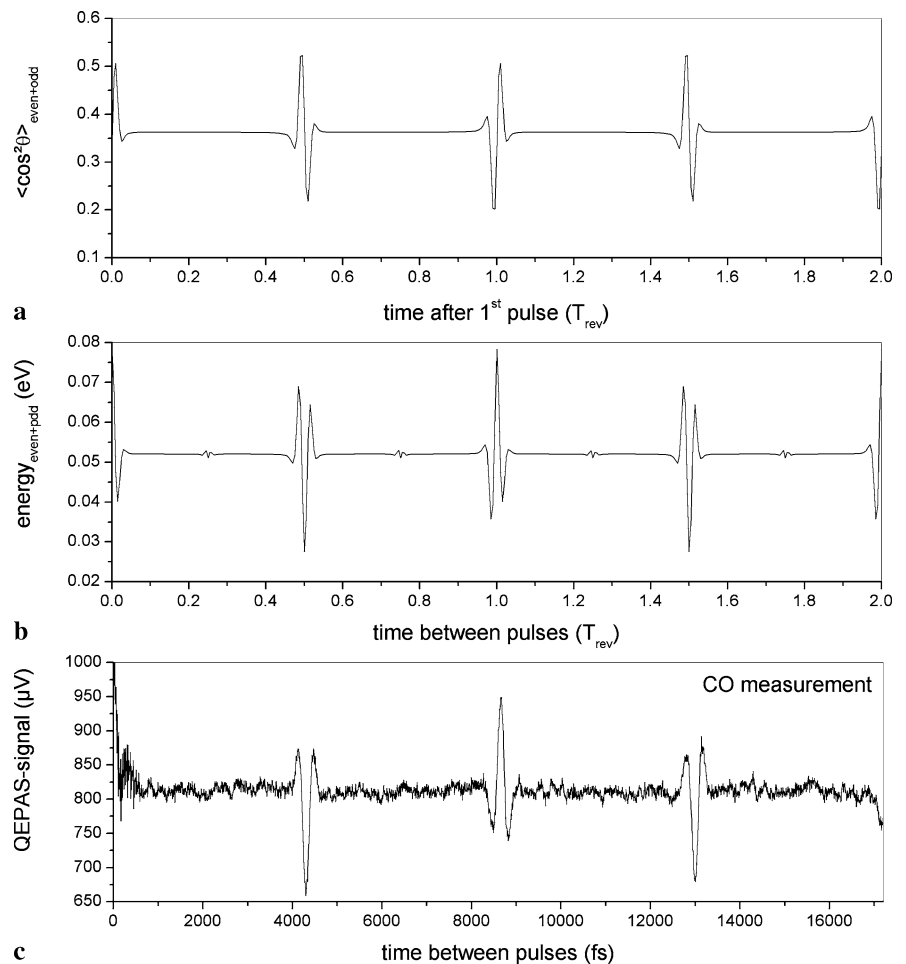 0.6
0.5
0.4
0.3
0.2
0.1
<cos²θ>even+odd
0.0 0.2 0.4 0.6 0.8 1.0 1.2 1.4 1.6 1.8 2.0
a time after 1st pulse (Trev)
0.08
0.07
0.06
0.05
0.04
0.03
0.02
energyeven+pdd (eV)
0.0 0.2 0.4 0.6 0.8 1.0 1.2 1.4 1.6 1.8 2.0
b time between pulses (Trev)
1000
950
900
850
800
750
700
650
QEPAS-signal (μV)
CO measurement
0 2000 4000 6000 8000 10000 12000 14000 16000
c time between pulses (fs)